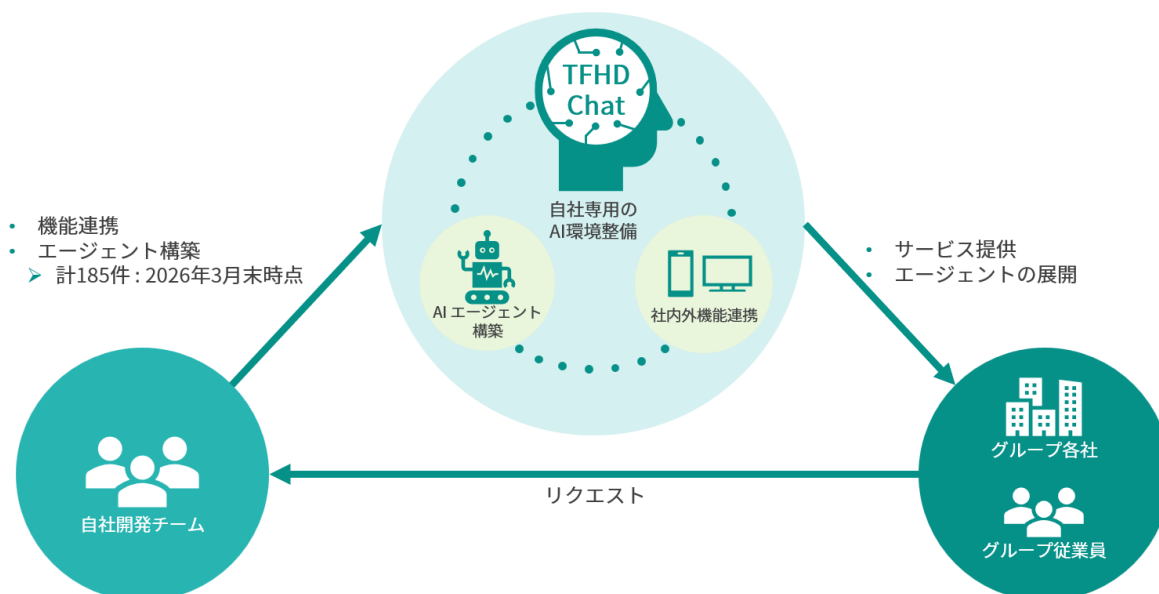 TFHD
Chat
自社専用の
AI環境整備
AI エージェント
構築
社内外機能連携
• 機能連携
• エージェント構築
➢ 計185件 : 2026年3月末時点
• サービス提供
• エージェントの展開
自社開発チーム
リクエスト
グループ各社
グループ従業員